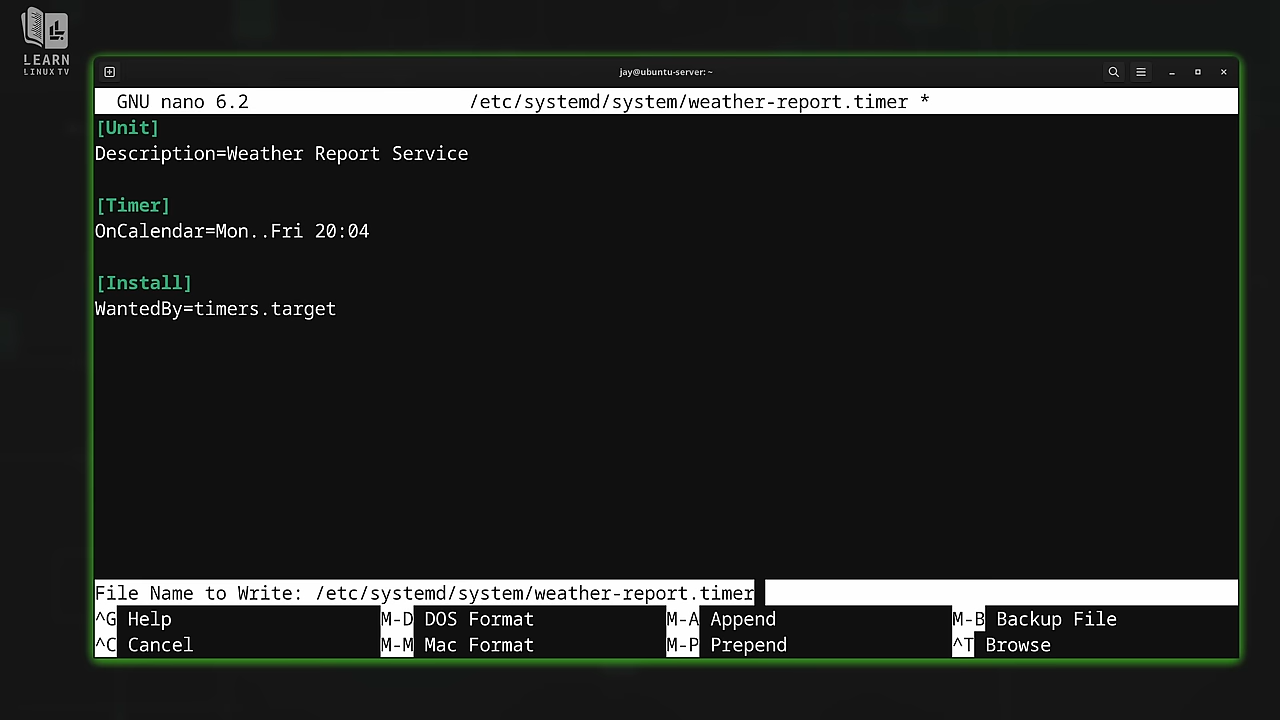 LEARN
LINUX TV
jay@ubuntu-server: ~
GNU nano 6.2 /etc/systemd/system/weather-report.timer *
[Unit]
Description=Weather Report Service
[Timer]
OnCalendar=Mon..Fri 20:04
[Install]
WantedBy=timers.target
File Name to Write: /etc/systemd/system/weather-report.timer
^G Help M-D DOS Format M-A Append M-B Backup File
^C Cancel M-M Mac Format M-P Prepend ^T Browse